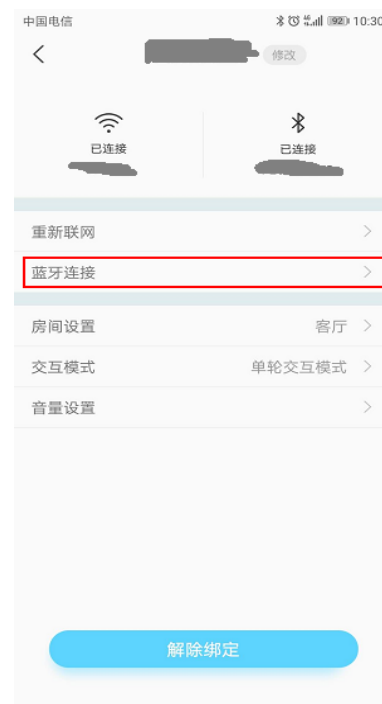 中国电信 92 10:30
修改
已连接 已连接
重新联网
蓝牙连接
房间设置 客厅
交互模式 单轮交互模式
音量设置
解除绑定